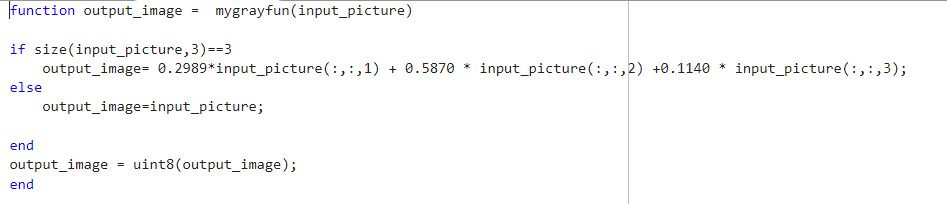 function output_image =  mygrayfun(input_picture)
if size(input_picture,3)==3
    output_image= 0.2989*input_picture(:,:,1) + 0.5870 * input_picture(:,:,2) +0.1140 * input_picture(:,:,3);
else
    output_image=input_picture;
end
output_image = uint8(output_image);
end